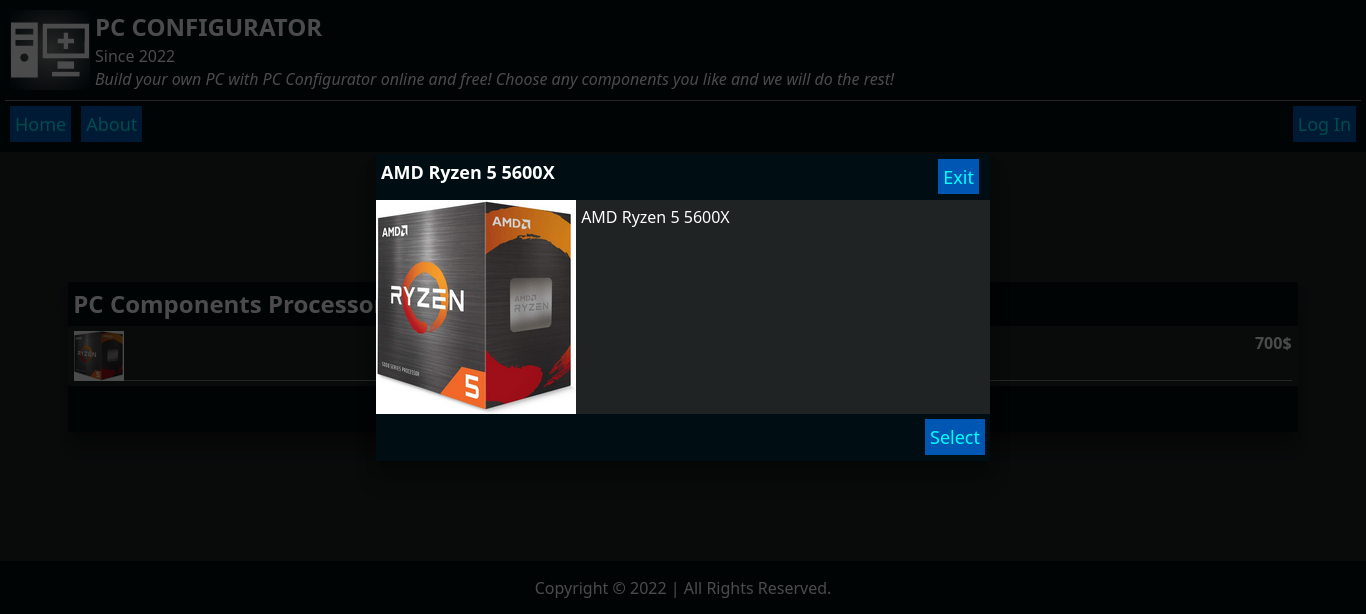 PC CONFIGURATOR
Since 2022
Build your own PC with PC Configurator online and free! Choose any components you like and we will do the rest!
Home About Log In
AMD Ryzen 5 5600X
Exit
AMD Ryzen 5 5600X
AMD
AMD
RYZEN
AMD
RYZEN
5
PC Components
700$
Select
Copyright © 2022 | All Rights Reserved.